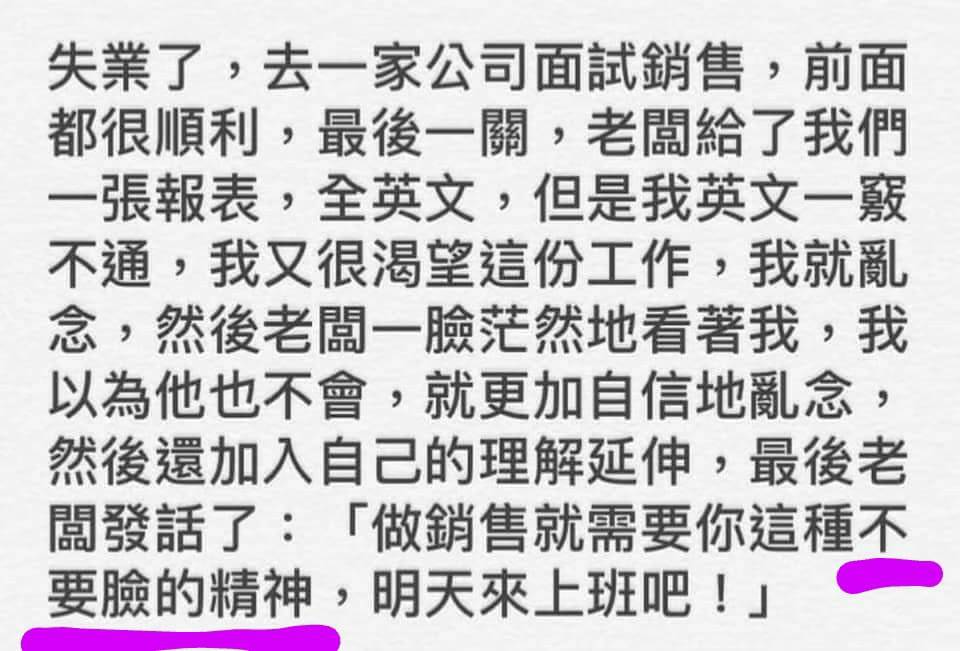 失業了，去一家公司面試銷售，前面
都很順利，最後一關，老闆給了我們
一張報表，全英文，但是我英文一竅
不通，我又很渴望這份工作，我就亂
念，然後老闆一臉茫然地看著我，我
以為他也不會，就更加自信地亂念，
然後還加入自己的理解延伸，最後老
闆發話了：「做銷售就需要你這種不
要臉的精神，明天來上班吧！」